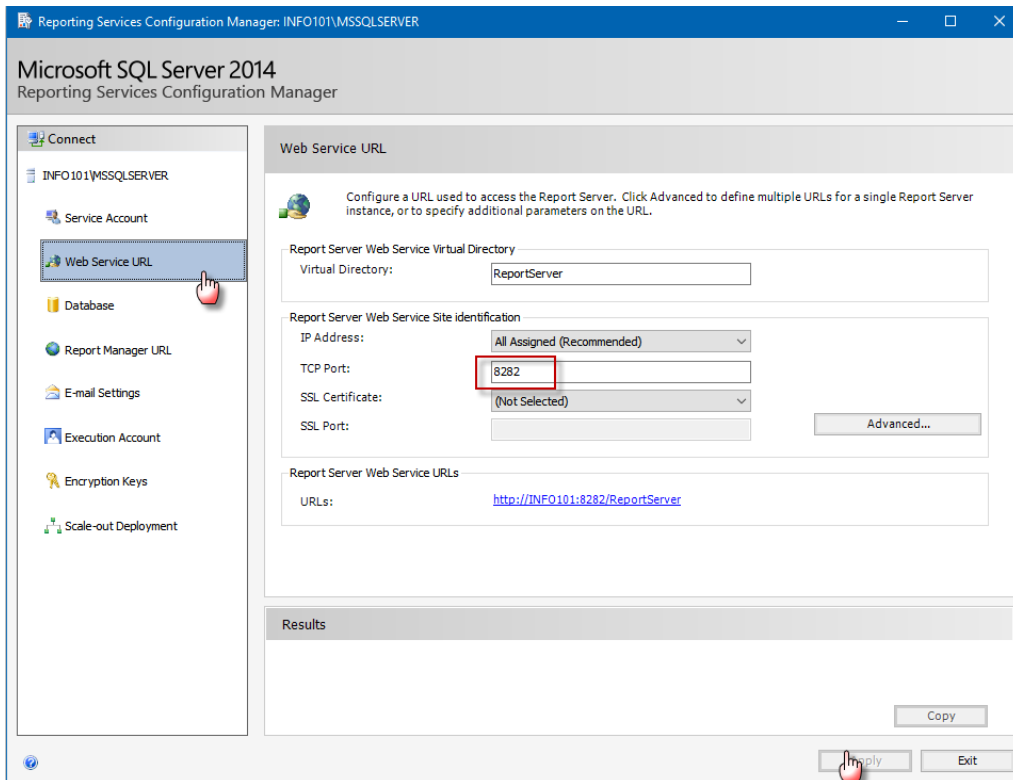 Reporting Services Configuration Manager: INFO101\MSSQLSERVER
Microsoft SQL Server 2014
Reporting Services Configuration Manager
Connect
INFO101\MSSQLSERVER
Service Account
Web Service URL
Database
Report Manager URL
E-mail Settings
Execution Account
Encryption Keys
Scale-out Deployment
Web Service URL
Configure a URL used to access the Report Server. Click Advanced to define multiple URLs for a single Report Server
instance, or to specify additional parameters on the URL.
Report Server Web Service Virtual Directory
Virtual Directory: ReportServer
Report Server Web Service Site identification
IP Address: All Assigned (Recommended)
TCP Port: 8282
SSL Certificate: (Not Selected)
SSL Port:
Advanced...
Report Server Web Service URLs
URLs: http://INFO101:8282/ReportServer
Results
Copy
Apply Exit